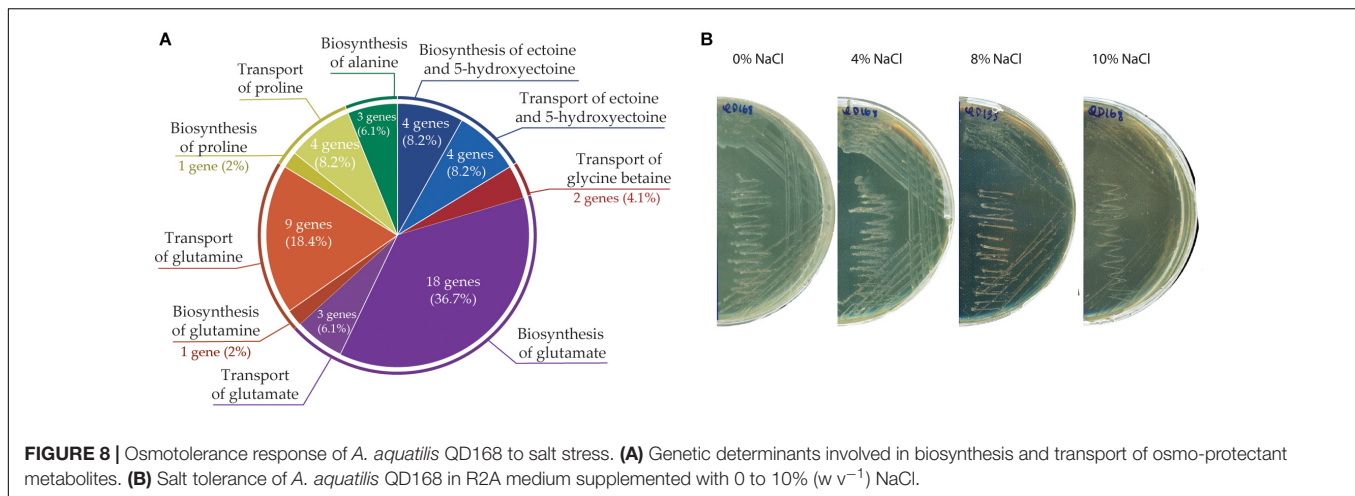 A
Biosynthesis
of alanine
Biosynthesis of ectoine
and 5-hydroxyectoine
Transport
of proline
Transport of ectoine
and 5-hydroxyectoine
Biosynthesis
of proline
1 gene (2%)
Transport of
glycine betaine
2 genes (4.1%)
3 genes
(6.1%)
4 genes
(8.2%)
4 genes
(8.2%)
4 genes
(8.2%)
9 genes
(18.4%)
Transport
of glutamine
18 genes
(36.7%)
Biosynthesis
of glutamine
1 gene (2%)
3 genes
(6.1%)
Biosynthesis
of glutamate
Transport
of glutamate
B
0% NaCl
4% NaCl
8% NaCl
10% NaCl
QD168
QD168
QD168
FIGURE 8 | Osmotolerance response of A. aquatilis QD168 to salt stress. (A) Genetic determinants involved in biosynthesis and transport of osmo-protectant
metabolites. (B) Salt tolerance of A. aquatilis QD168 in R2A medium supplemented with 0 to 10% (w v−1) NaCl.